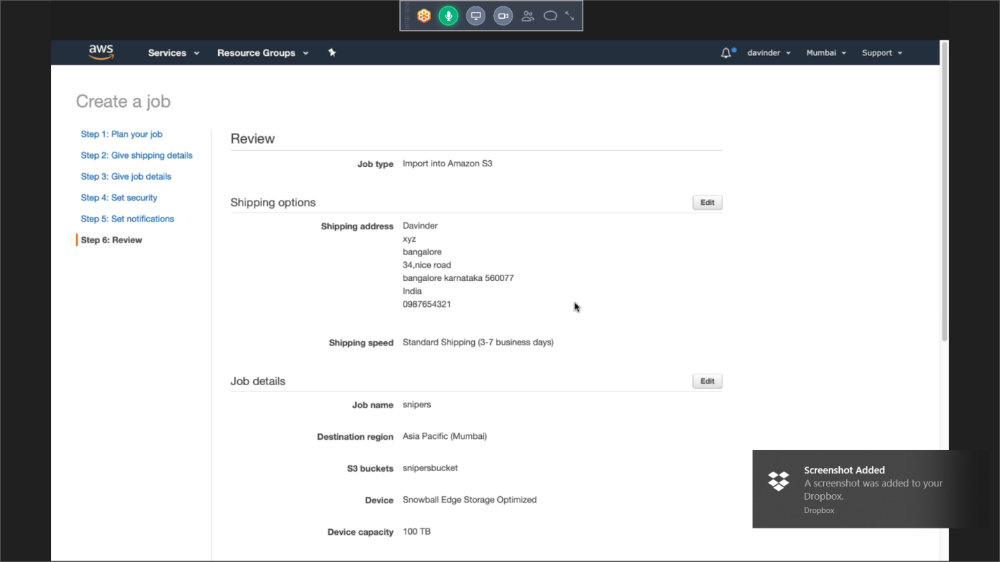 aws
Services
Resource Groups
davinder
Mumbai
Support
Create a job
Step 1: Plan your job
Step 2: Give shipping details
Step 3: Give job details
Step 4: Set security
Step 5: Set notifications
Step 6: Review
Review
Job type Import into Amazon S3
Shipping options Edit
Shipping address Davinder
xyz
bangalore
34,nice road
bangalore karnataka 560077
India
0987654321
Shipping speed Standard Shipping (3-7 business days)
Job details Edit
Job name snipers
Destination region Asia Pacific (Mumbai)
S3 buckets snipersbucket
Device Snowball Edge Storage Optimized
Device capacity 100 TB
Screenshot Added
A screenshot was added to your
Dropbox.
Dropbox